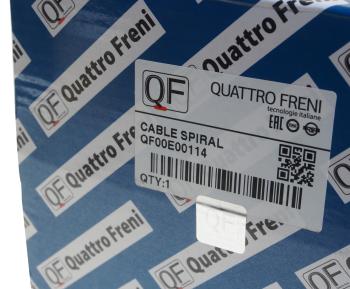 QF Quattro Freni
QF
QUATTRO FRENI
tecnologie italiane
EAC
CABLE SPIRAL
QF00E00114
QTY:1
QF Quattro Freni
QF Quattro Freni
QF Quattro